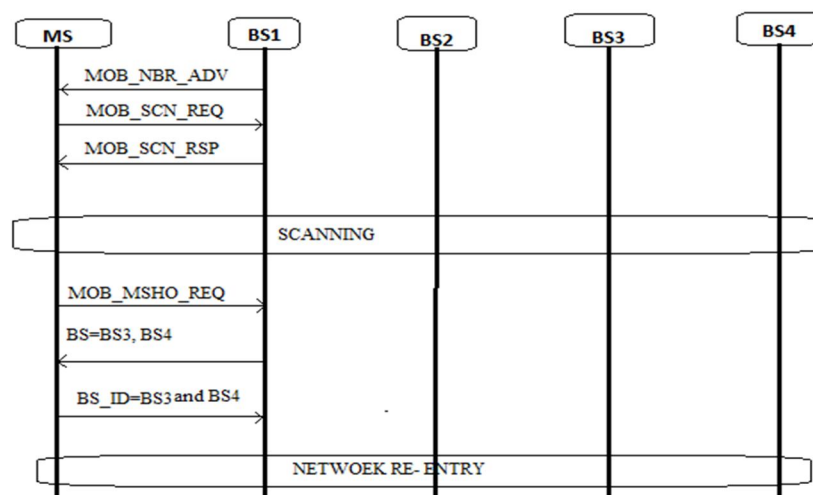 MS BS1 BS2 BS3 BS4
MOB_NBR_ADV
MOB_SCN_REQ
MOB_SCN_RSP
SCANNING
MOB_MSHO_REQ
BS=BS3, BS4
BS_ID=BS3 and BS4
NETWOEK RE- ENTRY